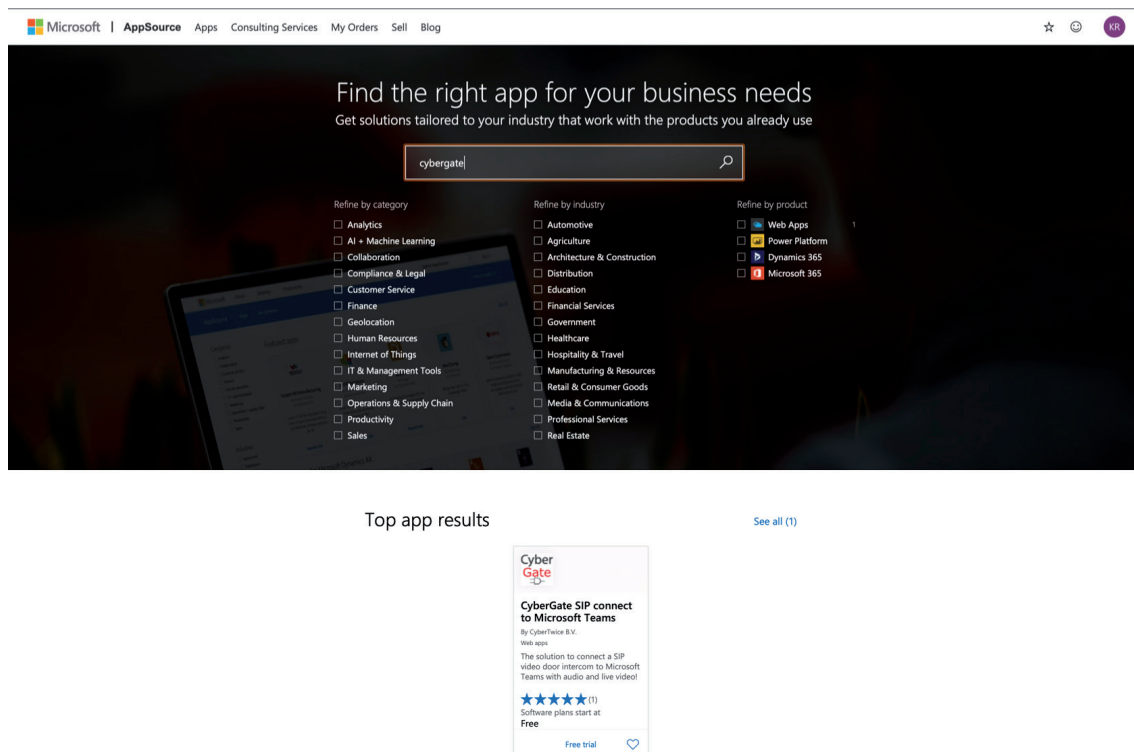 Microsoft | AppSource Apps Consulting Services My Orders Sell Blog KR
Find the right app for your business needs
Get solutions tailored to your industry that work with the products you already use
cybergate
Refine by category
Analytics
AI + Machine Learning
Collaboration
Compliance & Legal
Customer Service
Finance
Geolocation
Human Resources
Internet of Things
IT & Management Tools
Marketing
Operations & Supply Chain
Productivity
Sales
Refine by industry
Automotive
Agriculture
Architecture & Construction
Distribution
Education
Financial Services
Government
Healthcare
Hospitality & Travel
Manufacturing & Resources
Retail & Consumer Goods
Media & Communications
Professional Services
Real Estate
Refine by product
Web Apps 1
Power Platform
Dynamics 365
Microsoft 365
Top app results
See all (1)
Cyber
Gate
CyberGate SIP connect
to Microsoft Teams
By CyberTwice B.V.
Web apps
The solution to connect a SIP
video door intercom to Microsoft
Teams with audio and live video!
(1)
Software plans start at
Free
Free trial